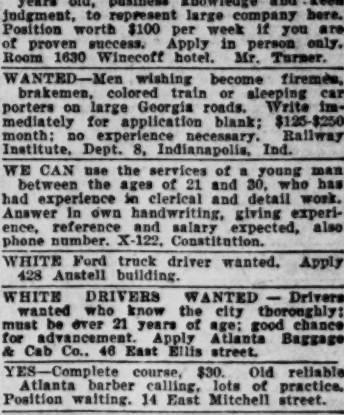 years old, business knowledge and keen
judgment, to represent large company here.
Position worth $100 per week if you are
of proven success. Apply in person only.
Room 1630 Winecoff hotel. Mr. Turner.
WANTED—Men wishing become firemen,
brakemen, colored train or sleeping car
porters on large Georgia roads. Write im-
mediately for application blank; $125-$250
month; no experience necessary. Railway
Institute, Dept. 8, Indianapolis, Ind.
WE CAN use the services of a young man
between the ages of 21 and 30, who has
had experience in clerical and detail work.
Answer in own handwriting, giving experi-
ence, reference and salary expected, also
phone number. X-122, Constitution.
WHITE Ford truck driver wanted. Apply
428 Austell building.
WHITE DRIVERS WANTED — Drivers
wanted who know the city thoroughly;
must be over 21 years of age; good chance
for advancement. Apply Atlanta Baggage
& Cab Co., 46 East Ellis street.
YES—Complete course, $30. Old reliable
Atlanta barber calling, lots of practice.
Position waiting. 14 East Mitchell street.